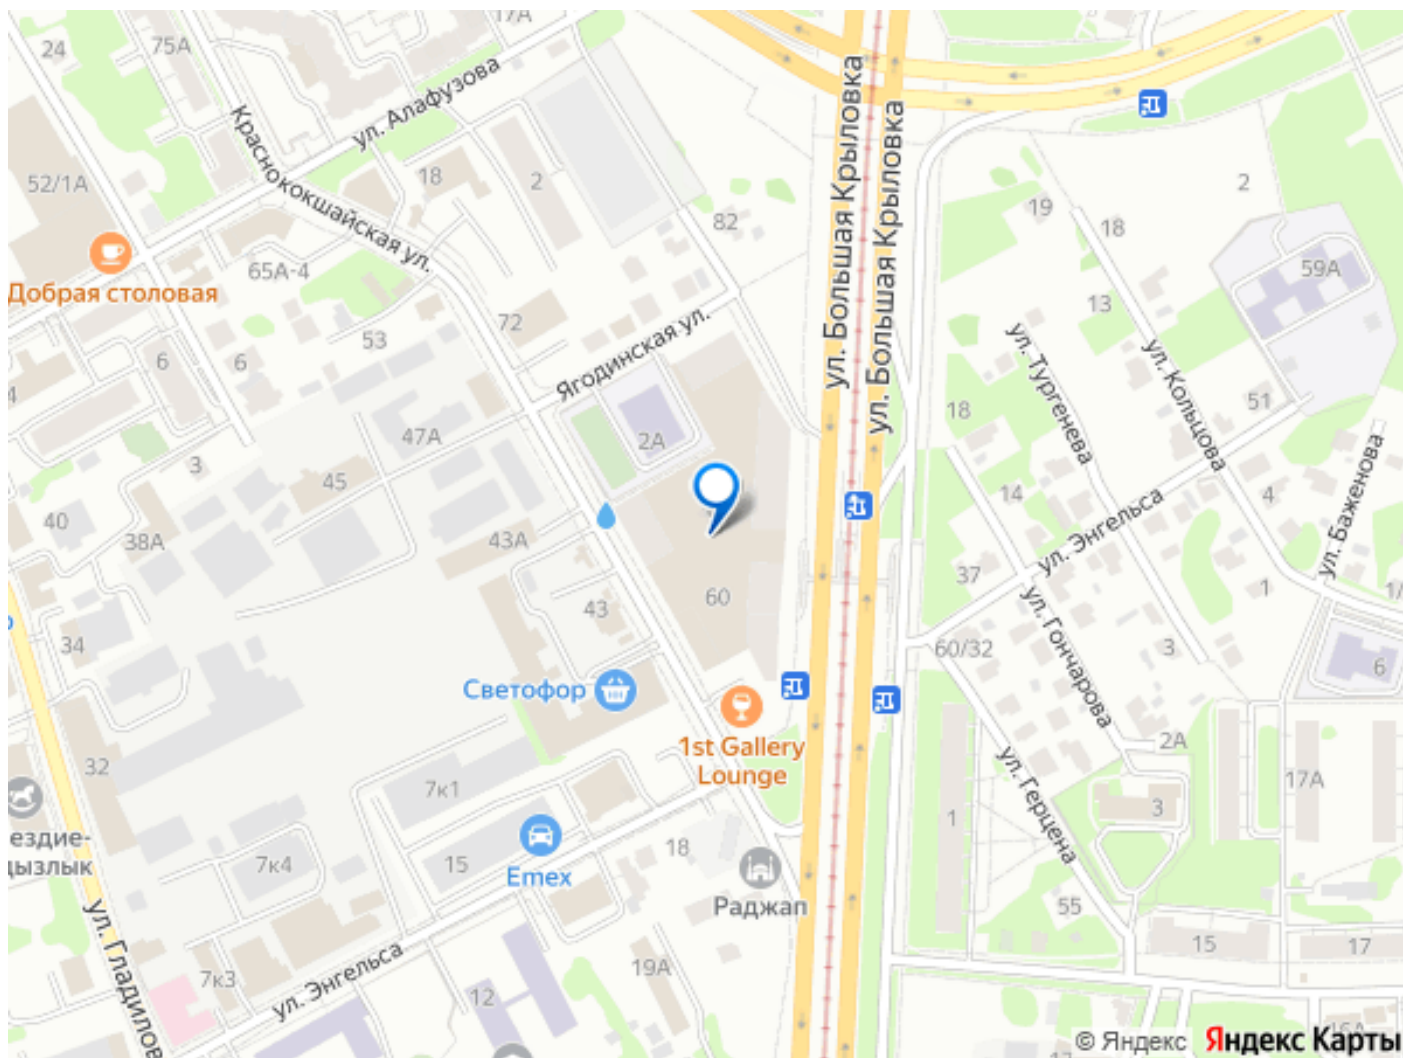 17А
24
75А
ул. Алафузова
Краснококшайская ул.
52/1А
18
2
82
ул. Большая Крыловка
ул. Большая Крыловка
19
18
2
59А
65А-4
Добрая столовая
53
72
6
6
Ягодинская ул.
13
ул. Тургенева
ул. Кольцова
51
18
47А
2А
3
45
14
4
ул. Баженова
40
38А
43А
ул. Энгельса
37
1
1/
60
43
34
60/32
ул. Гончарова
3
6
Светофор
1st Gallery
Lounge
2А
32
7к1
ул. Герцена
17А
3
1
ездие-
7к4
15
Emex
18
Раджап
55
ул. Гладилов
15
17
7к3
ул. Энгельса
12
19А
16А
© Яндекс Яндекс Карты